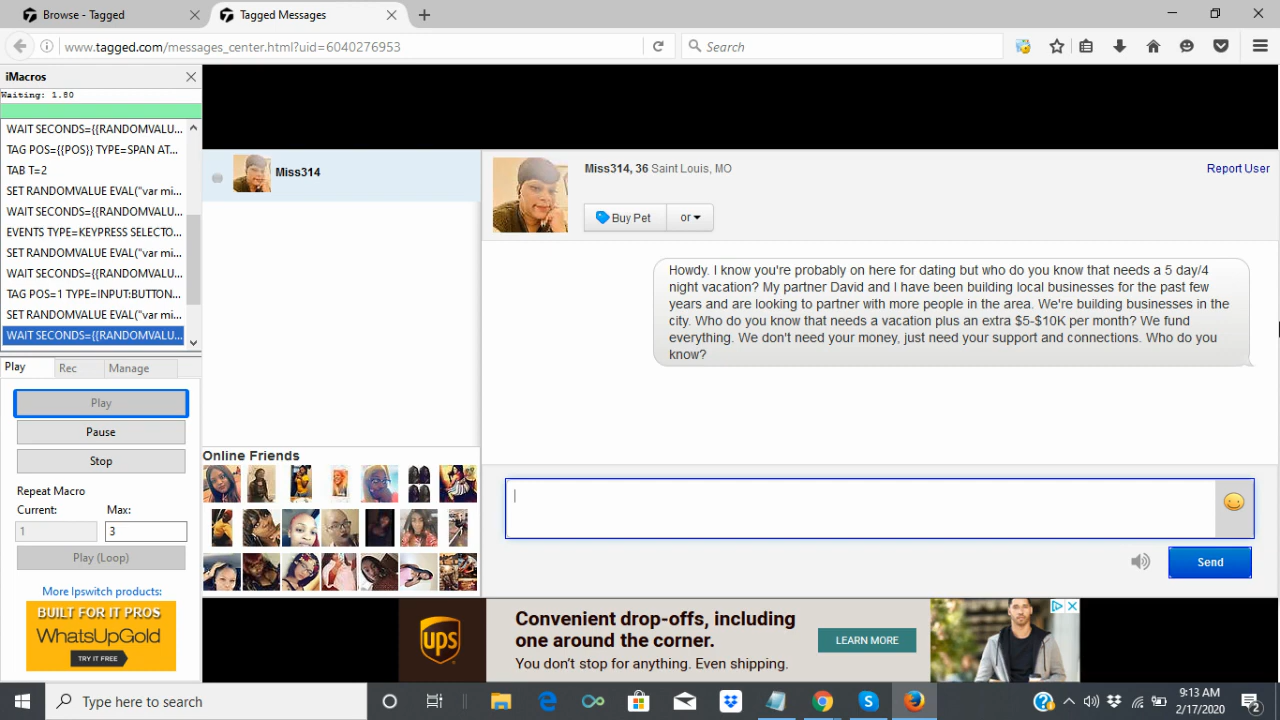 Browse - Tagged
Tagged Messages
www.tagged.com/messages_center.html?uid=6040276953
Search
iMacros
Waiting: 1.80
WAIT SECONDS={{RANDOMVALU...
TAG POS={{POS}} TYPE=SPAN AT...
TAB T=2
SET RANDOMVALUE EVAL("var mi...
WAIT SECONDS={{RANDOMVALU...
EVENTS TYPE=KEYPRESS SELECTO...
SET RANDOMVALUE EVAL("var mi...
WAIT SECONDS={{RANDOMVALU...
TAG POS=1 TYPE=INPUT:BUTTON...
SET RANDOMVALUE EVAL("var mi...
WAIT SECONDS={{RANDOMVALU...
Play
Rec
Manage
Play
Pause
Stop
Repeat Macro
Current:
Max:
1
3
Play (Loop)
More Ipswitch products:
BUILT FOR IT PROS
WhatsUpGold
TRY IT FREE
Miss314
Online Friends
Miss314, 36 Saint Louis, MO
Report User
Buy Pet
or
Howdy. I know you're probably on here for dating but who do you know that needs a 5 day/4
night vacation? My partner David and I have been building local businesses for the past few
years and are looking to partner with more people in the area. We're building businesses in the
city. Who do you know that needs a vacation plus an extra $5-$10K per month? We fund
everything. We don't need your money, just need your support and connections. Who do you
know?
Send
ups
Convenient drop-offs, including
one around the corner.
You don't stop for anything. Even shipping.
LEARN MORE
Type here to search
9:13 AM
2/17/2020
2